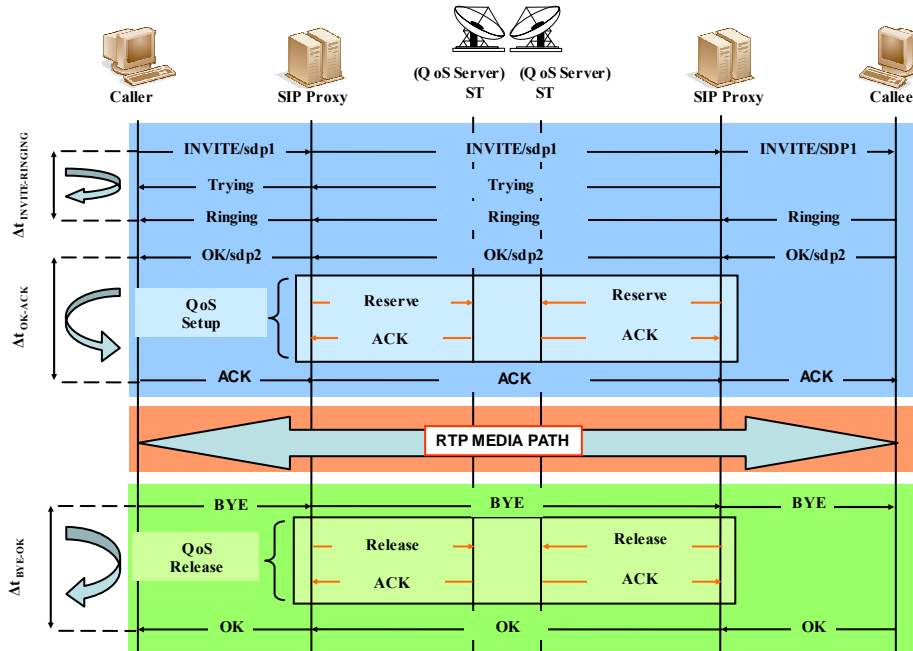 (QoS Server) (QoS Server)
Caller SIP Proxy ST ST SIP Proxy Callee
INVITE/sdp1 INVITE/sdp1 INVITE/SDP1
Trying Trying
Ringing Ringing Ringing
Δt INVITE-RINGING
OK/sdp2 OK/sdp2 OK/sdp2
QoS
Setup
Reserve Reserve
ACK ACK
Δt OK-ACK
ACK ACK ACK
RTP MEDIA PATH
BYE BYE BYE
QoS
Release
Release Release
ACK ACK
Δt BYE-OK
OK OK OK